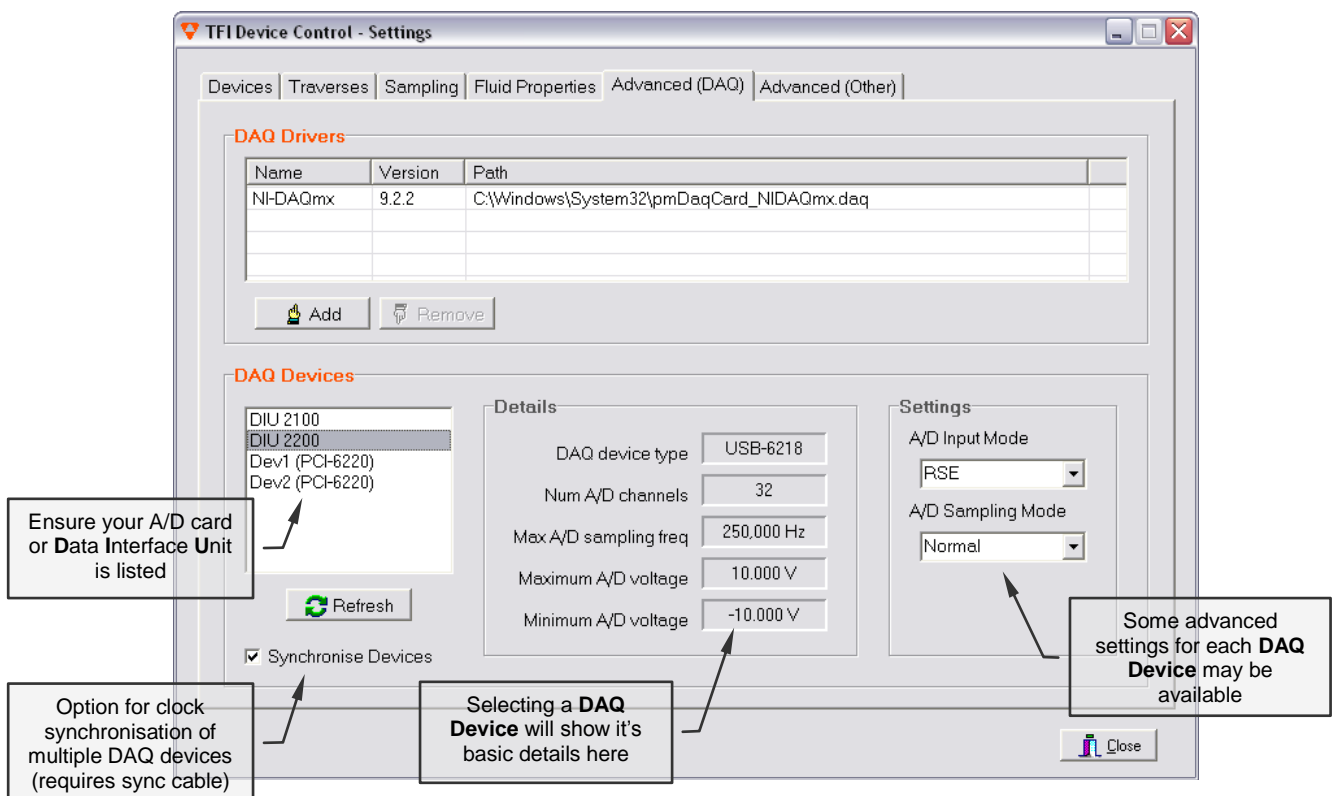 TFI Device Control - Settings
Devices Traverses Sampling Fluid Properties Advanced (DAQ) Advanced (Other)
DAQ Drivers
Name Version Path
NI-DAQmx 9.2.2 C:\Windows\System32\pmDaqCard_NIDAQmx.daq
Add Remove
DAQ Devices
DIU 2100
DIU 2200
Dev1 (PCI-6220)
Dev2 (PCI-6220)
Refresh
Synchronise Devices
Details
DAQ device type USB-6218
Num A/D channels 32
Max A/D sampling freq 250,000 Hz
Maximum A/D voltage 10.000 V
Minimum A/D voltage -10.000 V
Settings
A/D Input Mode
RSE
A/D Sampling Mode
Normal
Ensure your A/D card
or Data Interface Unit
is listed
Option for clock
synchronisation of
multiple DAQ devices
(requires sync cable)
Selecting a DAQ
Device will show it's
basic details here
Some advanced
settings for each DAQ
Device may be
available
Close